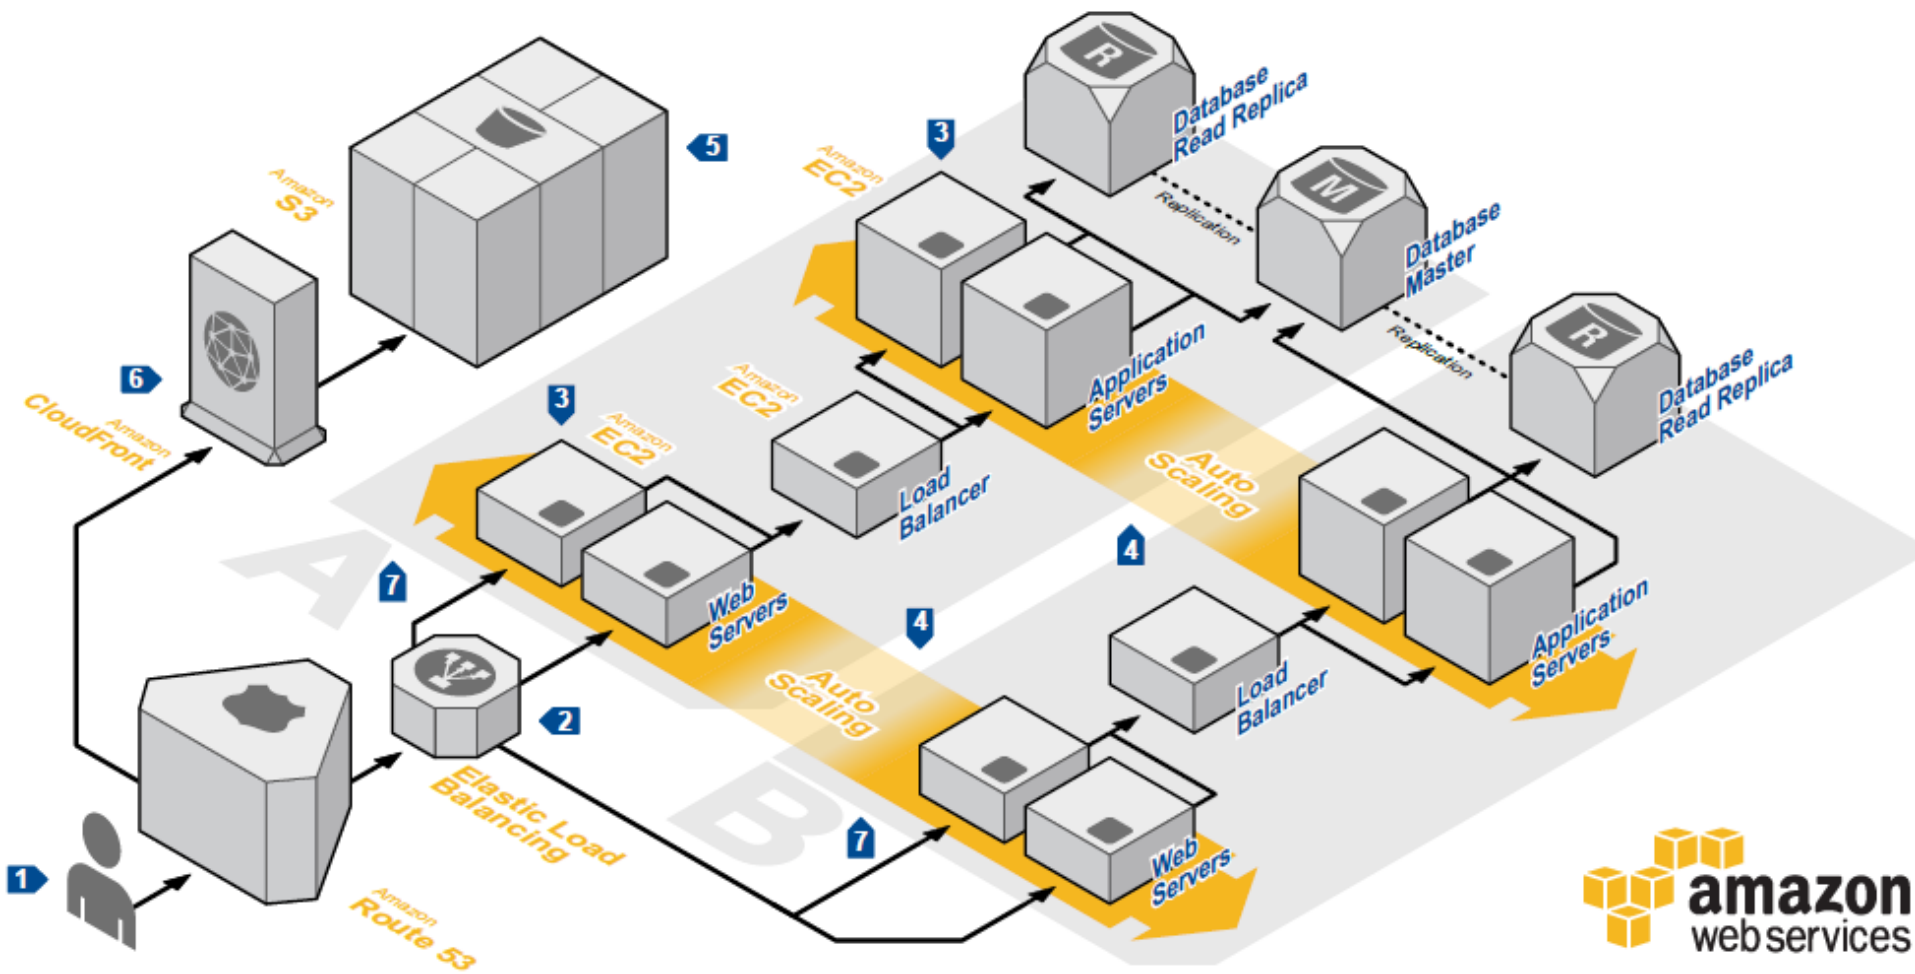 R
Database
Read Replica
3
Amazon
EC2
5
Amazon
S3
Replication
M
Database
Master
Replication
R
Database
Read Replica
6
Amazon
CloudFront
3
Amazon
EC2
Amazon
EC2
Application
Servers
Load
Balancer
Auto
Scaling
4
A
7
Web
Servers
4
Application
Servers
Load
Balancer
Auto
Scaling
2
Elastic Load
Balancing
B
7
Web
Servers
1
Amazon
Route 53
amazon
web services